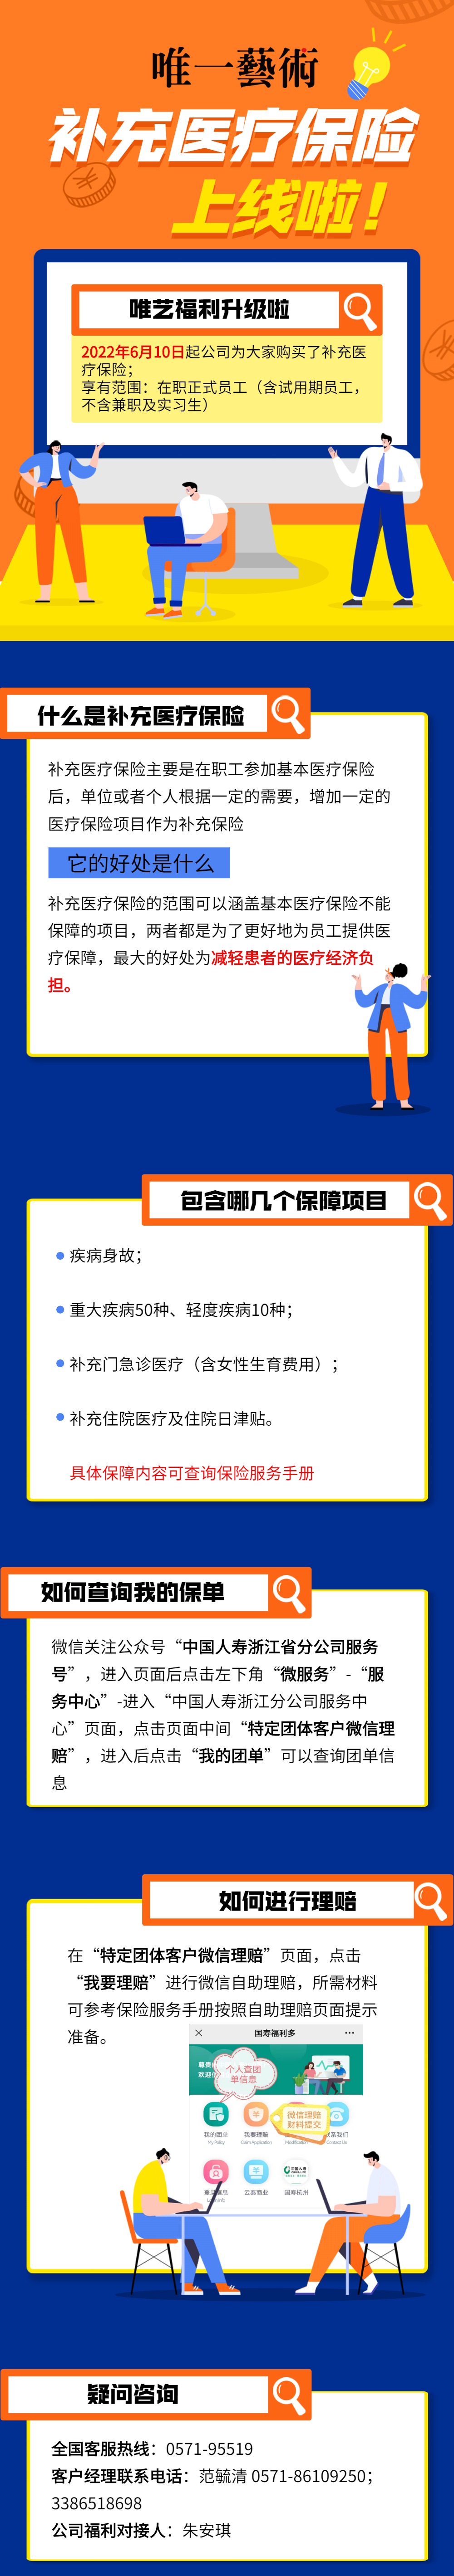 唯一藝術
补充医疗保险
上线啦！
唯艺福利升级啦
2022年6月10日起公司为大家购买了补充医
疗保险；
享有范围：在职正式员工（含试用期员工，
不含兼职及实习生）
什么是补充医疗保险
补充医疗保险主要是在职工参加基本医疗保险
后，单位或者个人根据一定的需要，增加一定的
医疗保险项目作为补充保险
它的好处是什么
补充医疗保险的范围可以涵盖基本医疗保险不能
保障的项目，两者都是为了更好地为员工提供医
疗保障，最大的好处为减轻患者的医疗经济负
担。
包含哪几个保障项目
疾病身故；
重大疾病50种、轻度疾病10种；
补充门急诊医疗（含女性生育费用）；
补充住院医疗及住院日津贴。
具体保障内容可查询保险服务手册
如何查询我的保单
微信关注公众号“中国人寿浙江省分公司服务
号”，进入页面后点击左下角“微服务”-“服
务中心”-进入“中国人寿浙江分公司服务中
心”页面，点击页面中间“特定团体客户微信理
赔”，进入后点击“我的团单”可以查询团单信
息
如何进行理赔
在“特定团体客户微信理赔”页面，点击
“我要理赔”进行微信自助理赔，所需材料
可参考保险服务手册按照自助理赔页面提示
准备。
国寿福利多
尊贵
欢迎
个人查团
单信息
微信理赔
财料提交
我的团单
我要理赔
系我们
My Policy
Claim Application
Contact Us
云泰商业
国寿杭州
疑问咨询
全国客服热线：0571-95519
客户经理联系电话：范毓清 0571-86109250；
3386518698
公司福利对接人：朱安琪